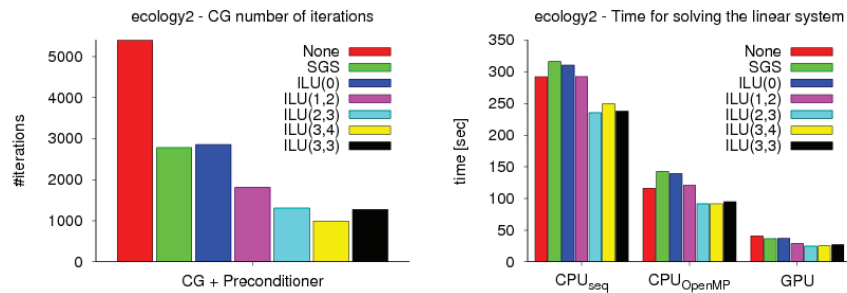 ecology2 - CG number of iterations
#iterations
5000
4000
3000
2000
1000
0
None
SGS
ILU(0)
ILU(1,2)
ILU(2,3)
ILU(3,4)
ILU(3,3)
CG + Preconditioner
ecology2 - Time for solving the linear system
time [sec]
350
300
250
200
150
100
50
0
None
SGS
ILU(0)
ILU(1,2)
ILU(2,3)
ILU(3,4)
ILU(3,3)
CPUseq CPUOpenMP GPU